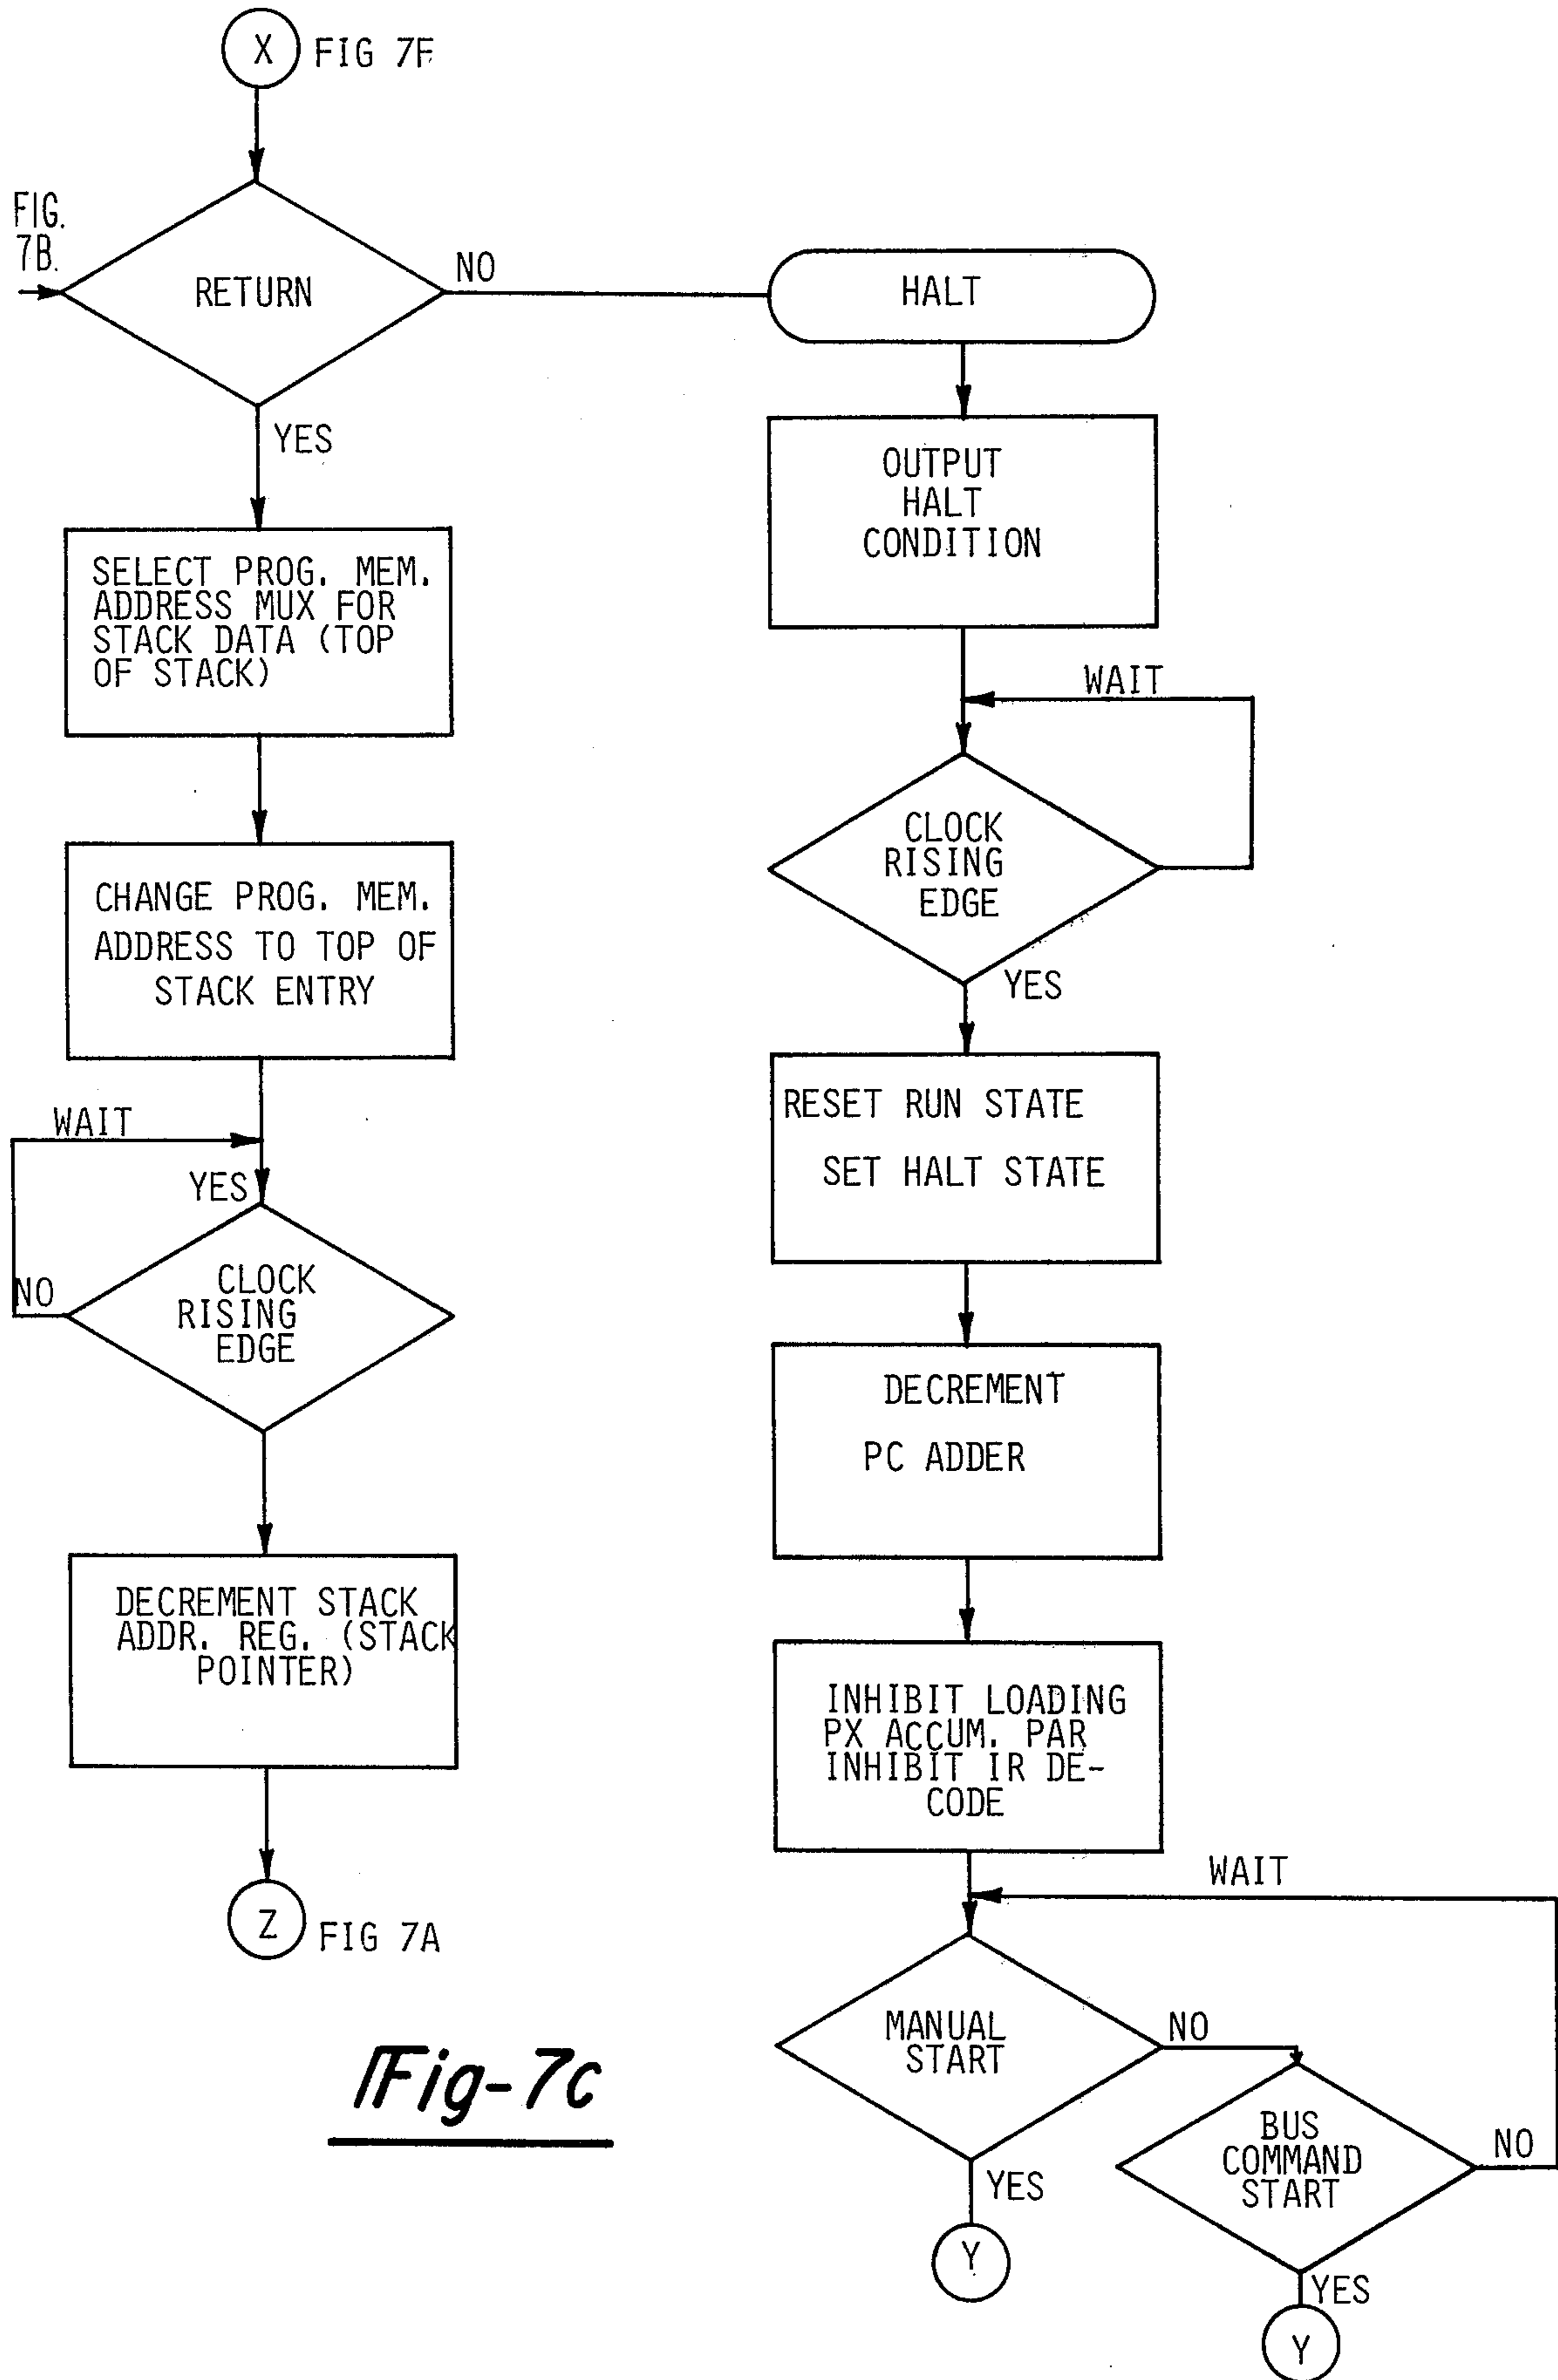 X FIG 7F
FIG.
7B.
RETURN
NO
YES
SELECT PROG. MEM.
ADDRESS MUX FOR
STACK DATA (TOP
OF STACK)
CHANGE PROG. MEM.
ADDRESS TO TOP OF
STACK ENTRY
WAIT
YES
NO
CLOCK
RISING
EDGE
DECREMENT STACK
ADDR. REG. (STACK
POINTER)
Z FIG 7A
HALT
OUTPUT
HALT
CONDITION
WAIT
CLOCK
RISING
EDGE
YES
RESET RUN STATE
SET HALT STATE
DECREMENT
PC ADDER
INHIBIT LOADING
PX ACCUM. PAR
INHIBIT IR DE-
CODE
WAIT
MANUAL
START
NO
YES
Y
BUS
COMMAND
START
NO
YES
Y
Fig-7c